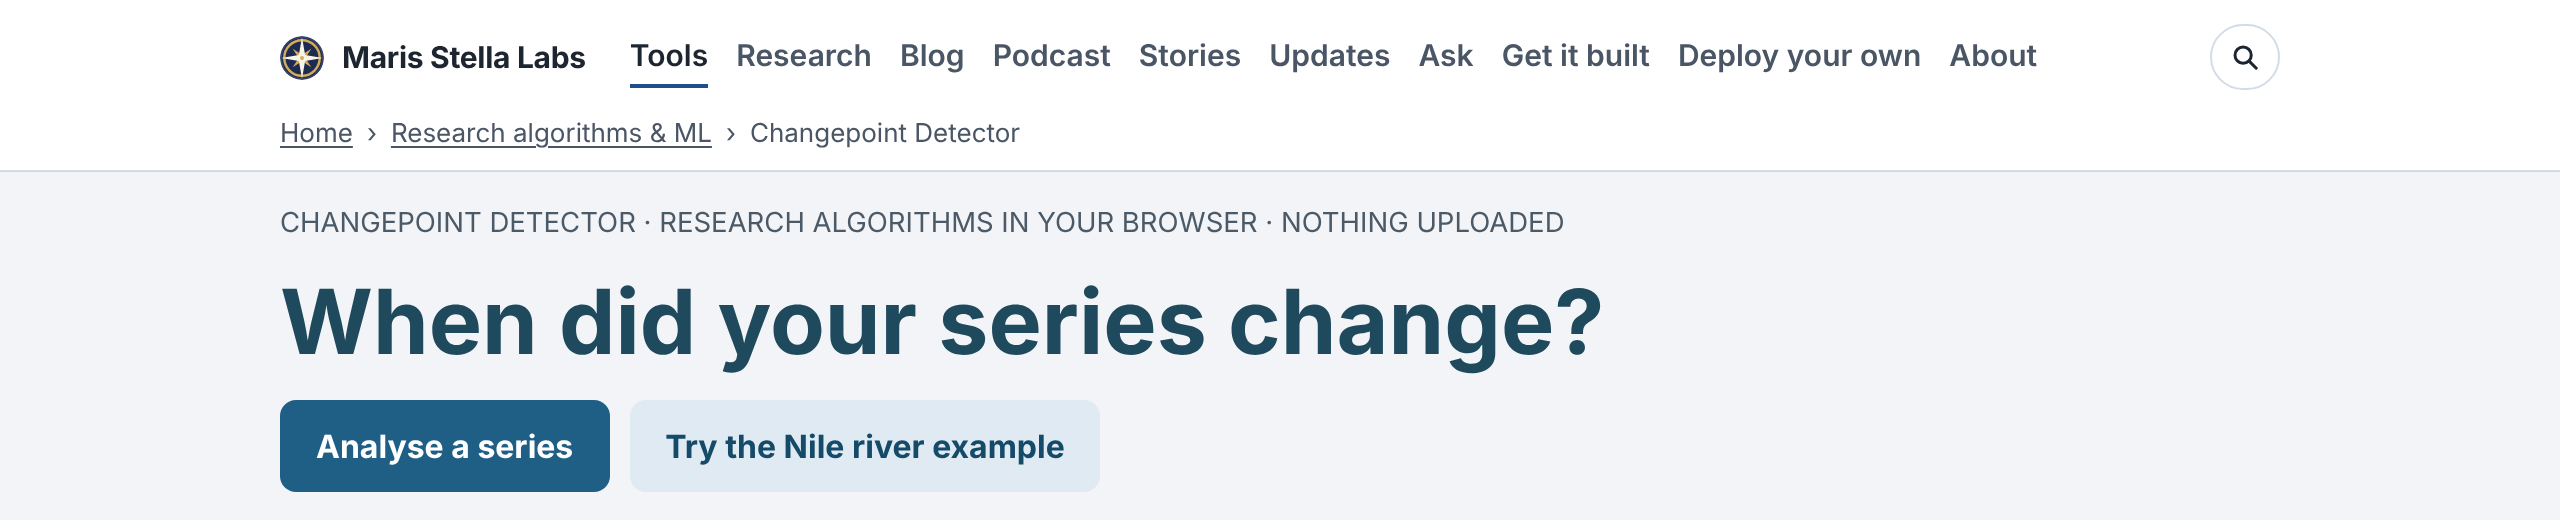 Maris Stella Labs Tools Research Blog Podcast Stories Updates Ask Get it built Deploy your own About
Home › Research algorithms & ML › Changepoint Detector
CHANGEPOINT DETECTOR · RESEARCH ALGORITHMS IN YOUR BROWSER · NOTHING UPLOADED
When did your series change?
Analyse a series Try the Nile river example